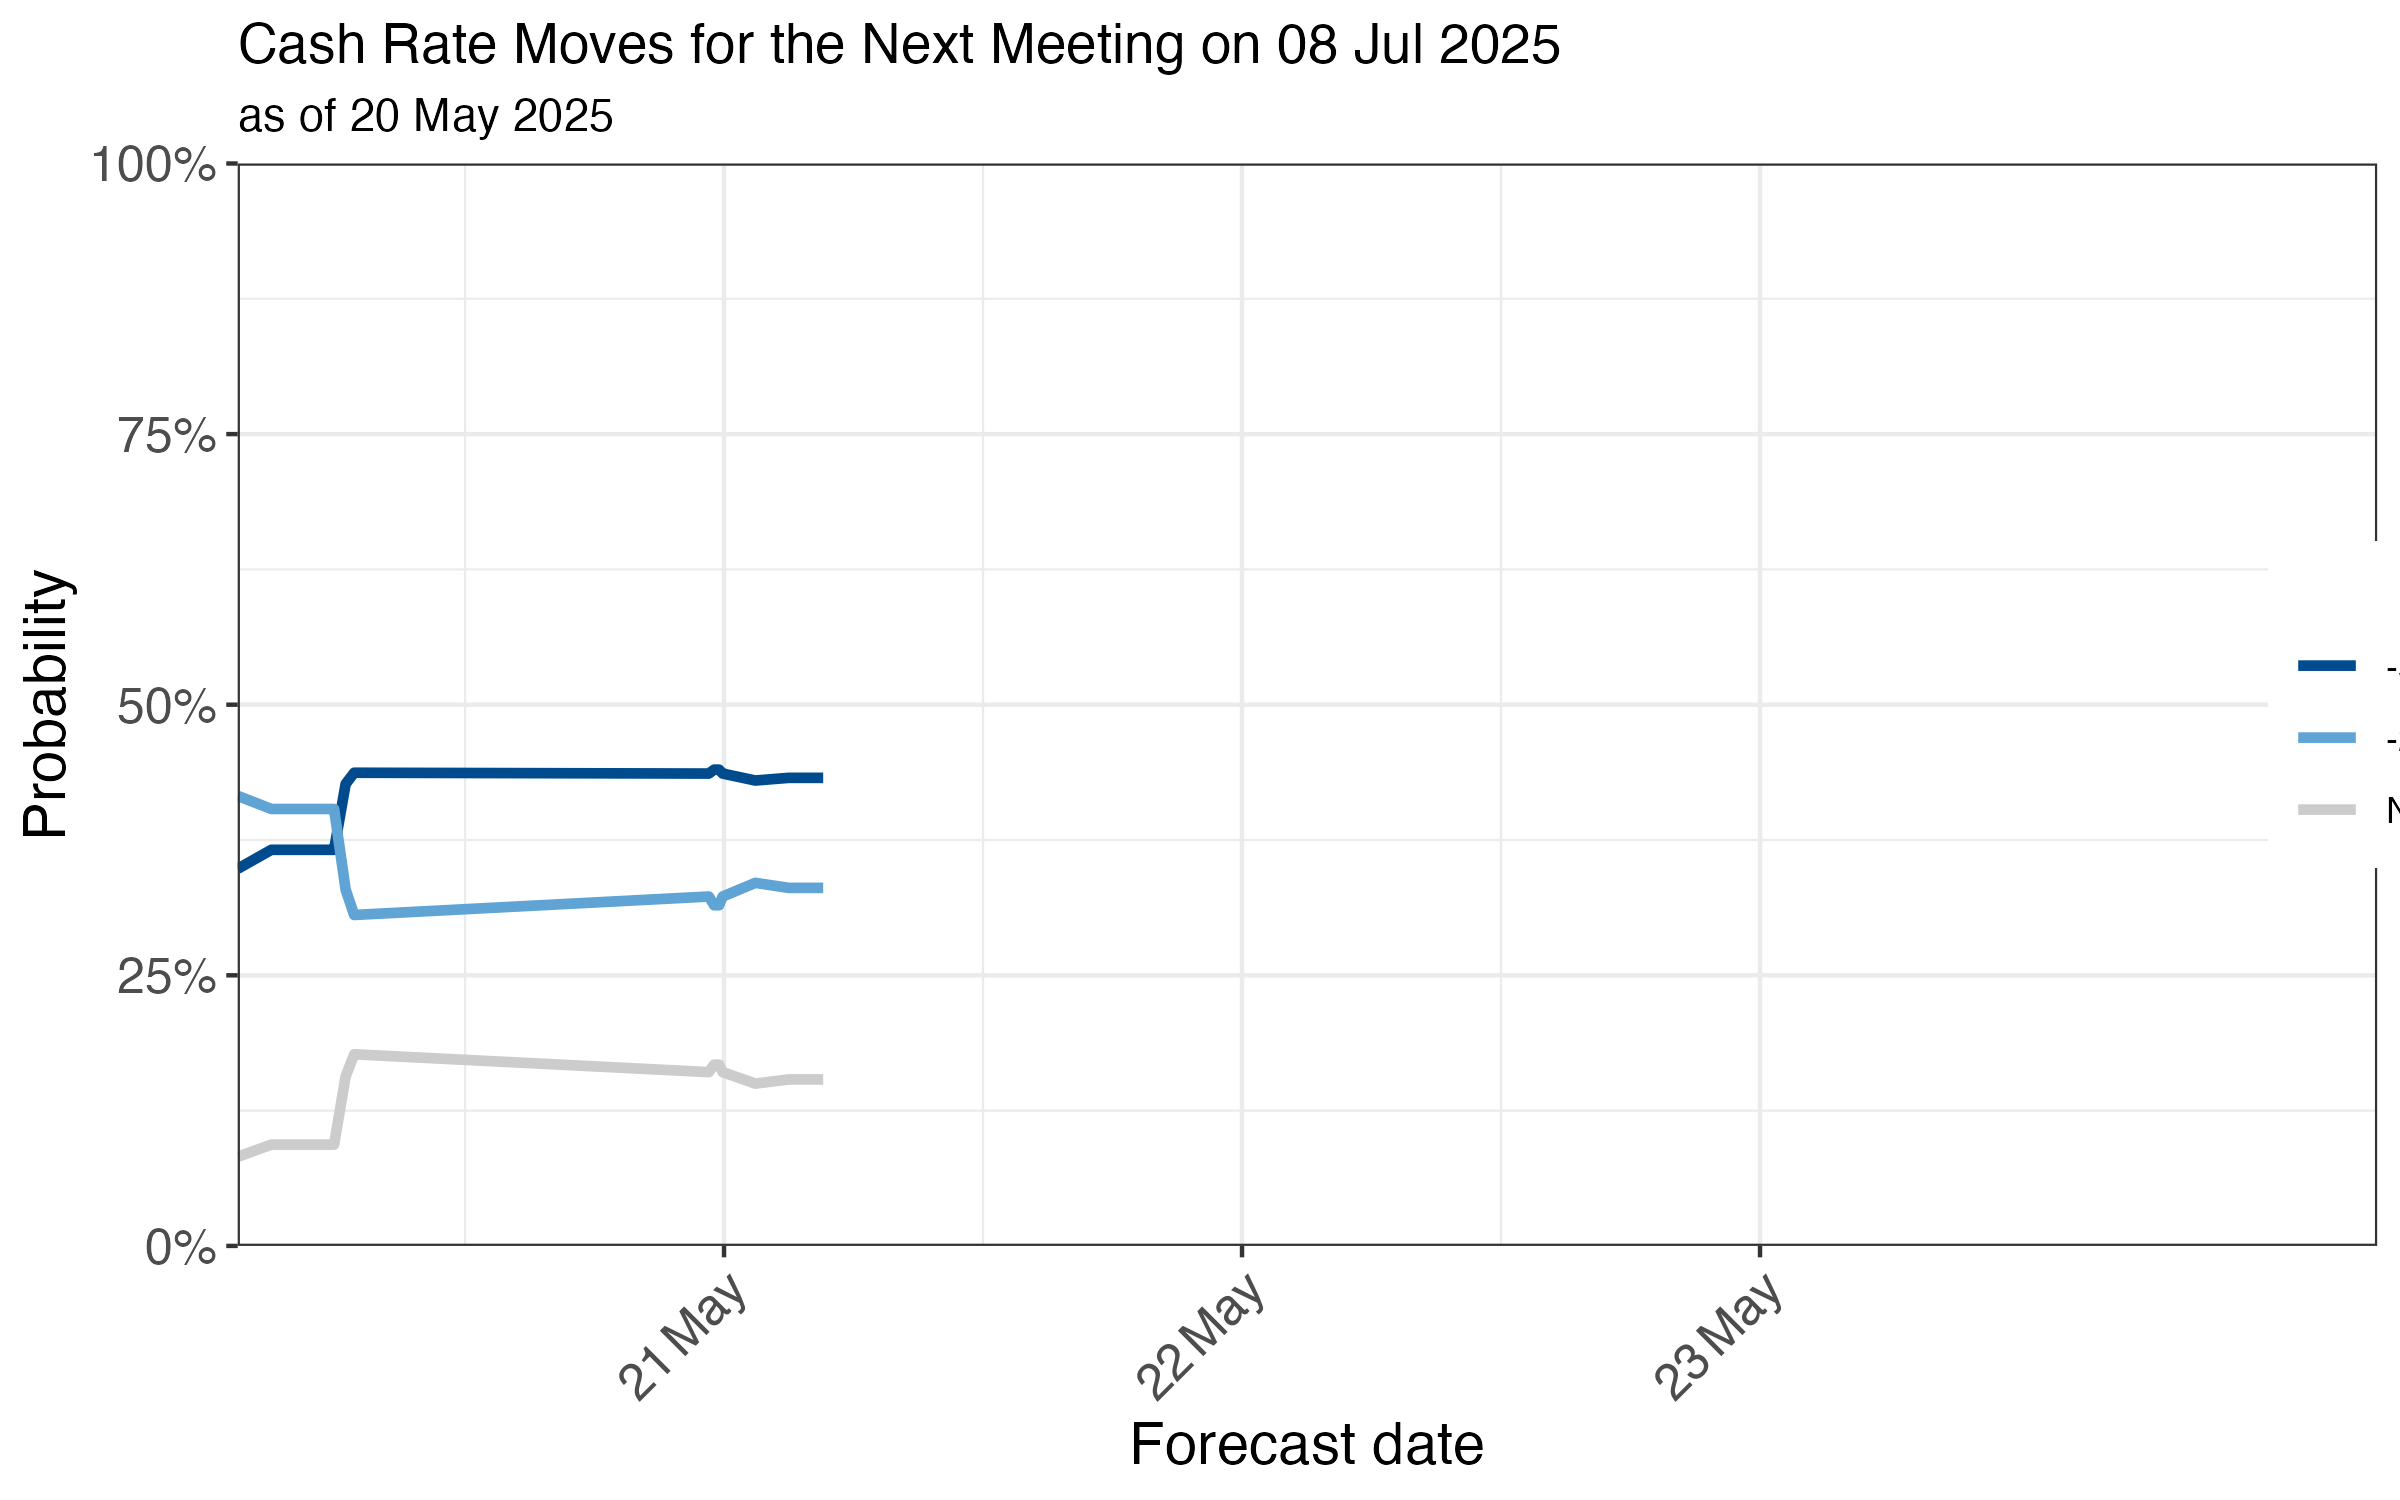 Cash Rate Moves for the Next Meeting on 08 Jul 2025
as of 20 May 2025
100%
75%
50%
25%
0%
Probability
21 May
22 May
23 May
Forecast date